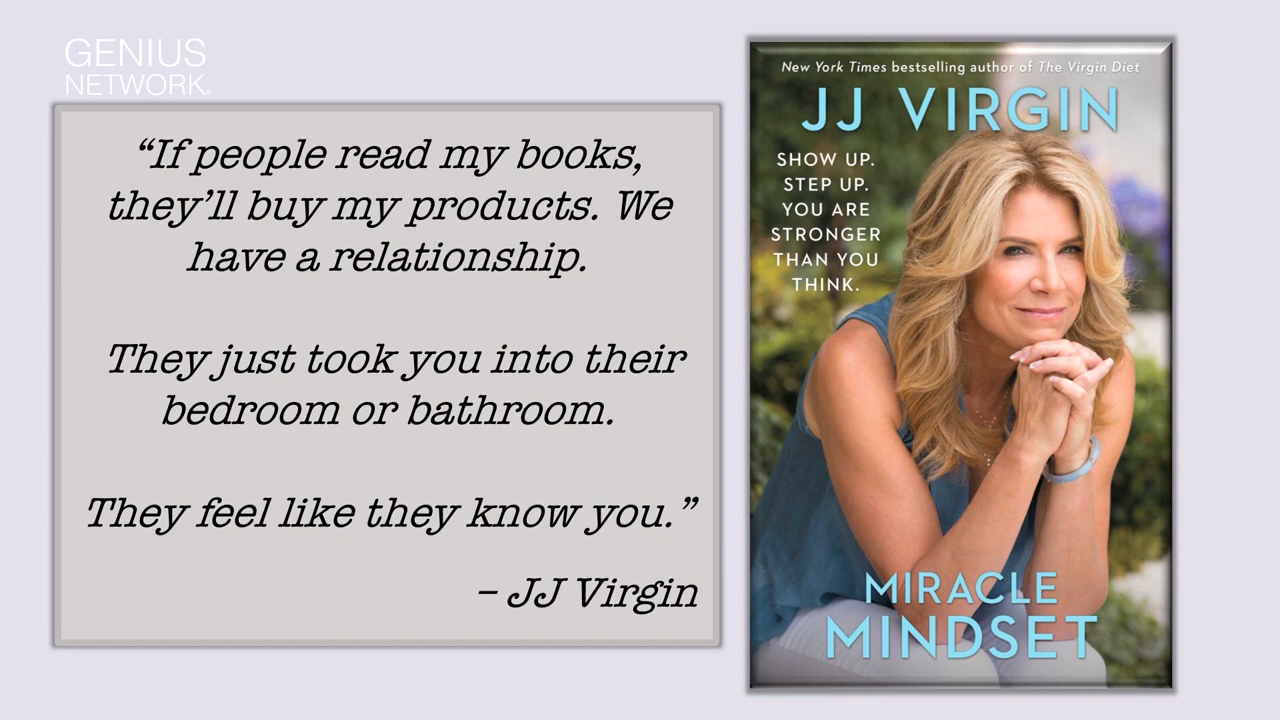 GENIUS
NETWORK®
“If people read my books,
they’ll buy my products. We
have a relationship.
They just took you into their
bedroom or bathroom.
They feel like they know you.”
– JJ Virgin
New York Times bestselling author of The Virgin Diet
JJ VIRGIN
SHOW UP.
STEP UP.
YOU ARE
STRONGER
THAN YOU
THINK.
MIRACLE
MINDSET